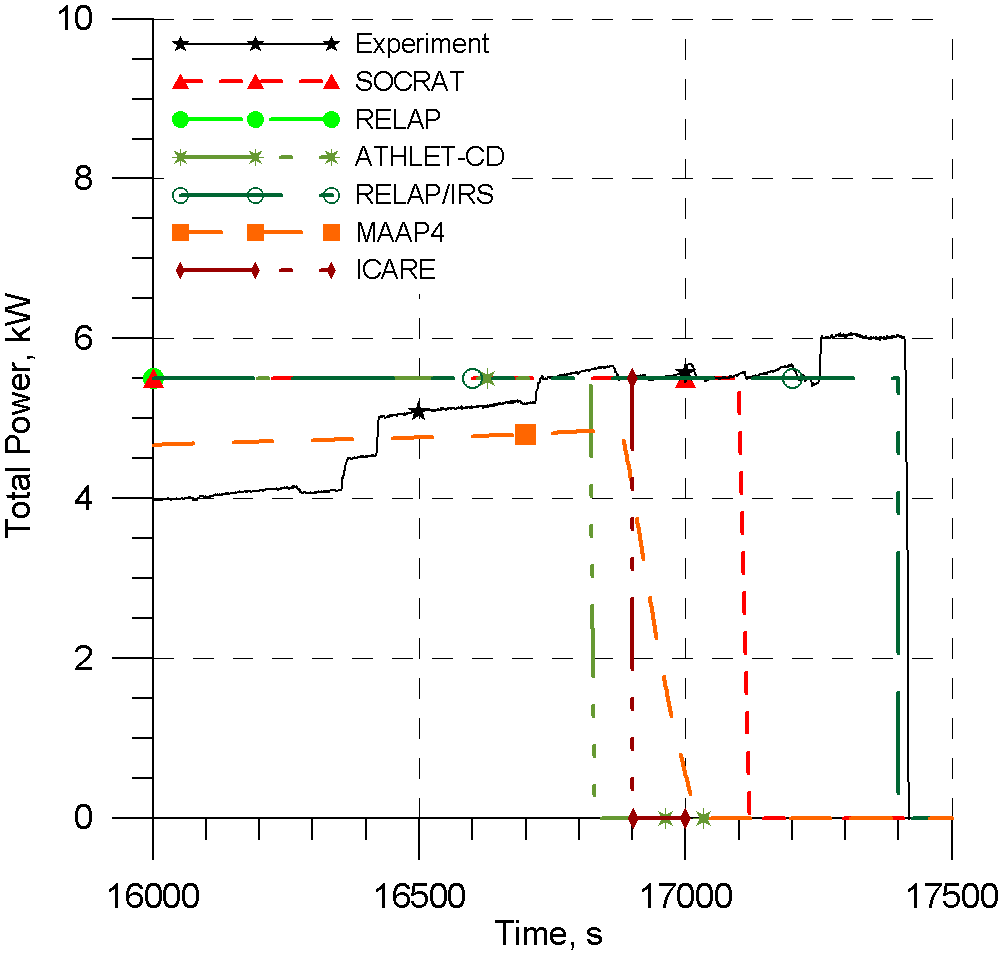 10
Experiment
SOCRAT
RELAP
ATHLET-CD
RELAP/IRS
MAAP4
ICARE
8
6
4
2
0
Total Power, kW
16000 16500 17000 17500
Time, s